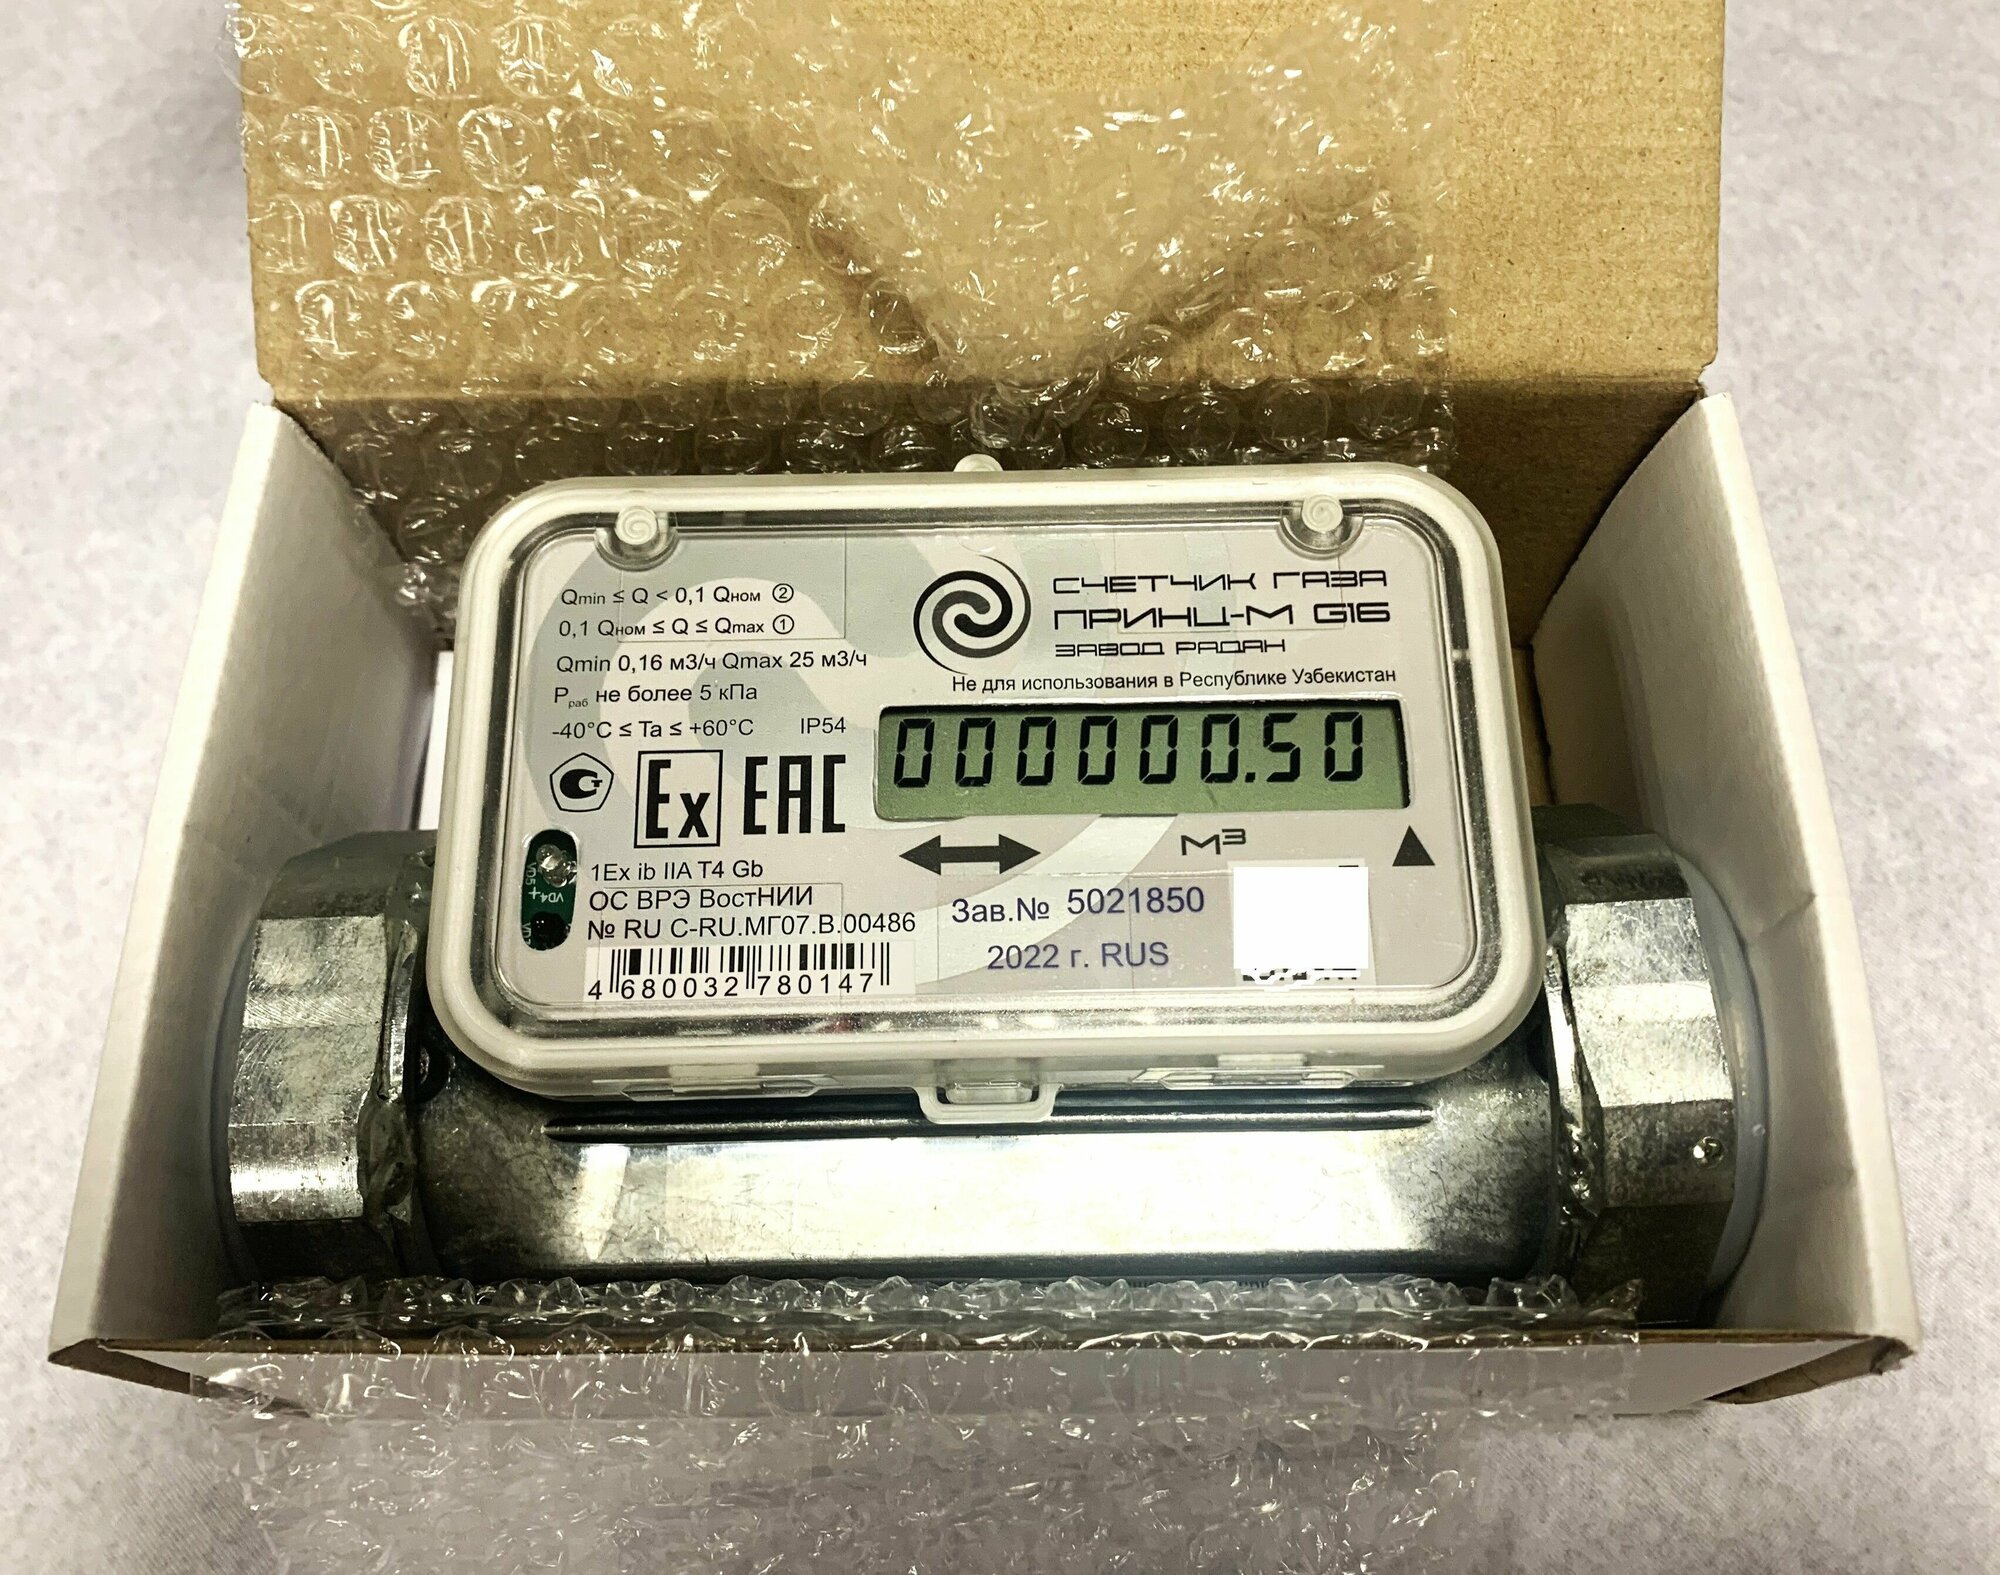 Qmin ≤ Q < 0,1 Qном ②
0,1 Qном ≤ Q ≤ Qmax ①
Qmin 0,16 м3/ч Qmax 25 м3/ч
Pраб не более 5 кПа
-40°C ≤ Ta ≤ +60°C IP54
Ex EAC
1Ex ib IIA T4 Gb
ОС ВРЭ ВостНИИ
№ RU C-RU.МГ07.В.00486
4 680032 780147
СЧЕТЧИК ГАЗА
ПРИНЦ-М G16
ЗАВОД РАДАН
Не для использования в Республике Узбекистан
000000.50
м³
Зав.№ 5021850
2022 г. RUS
VD4+